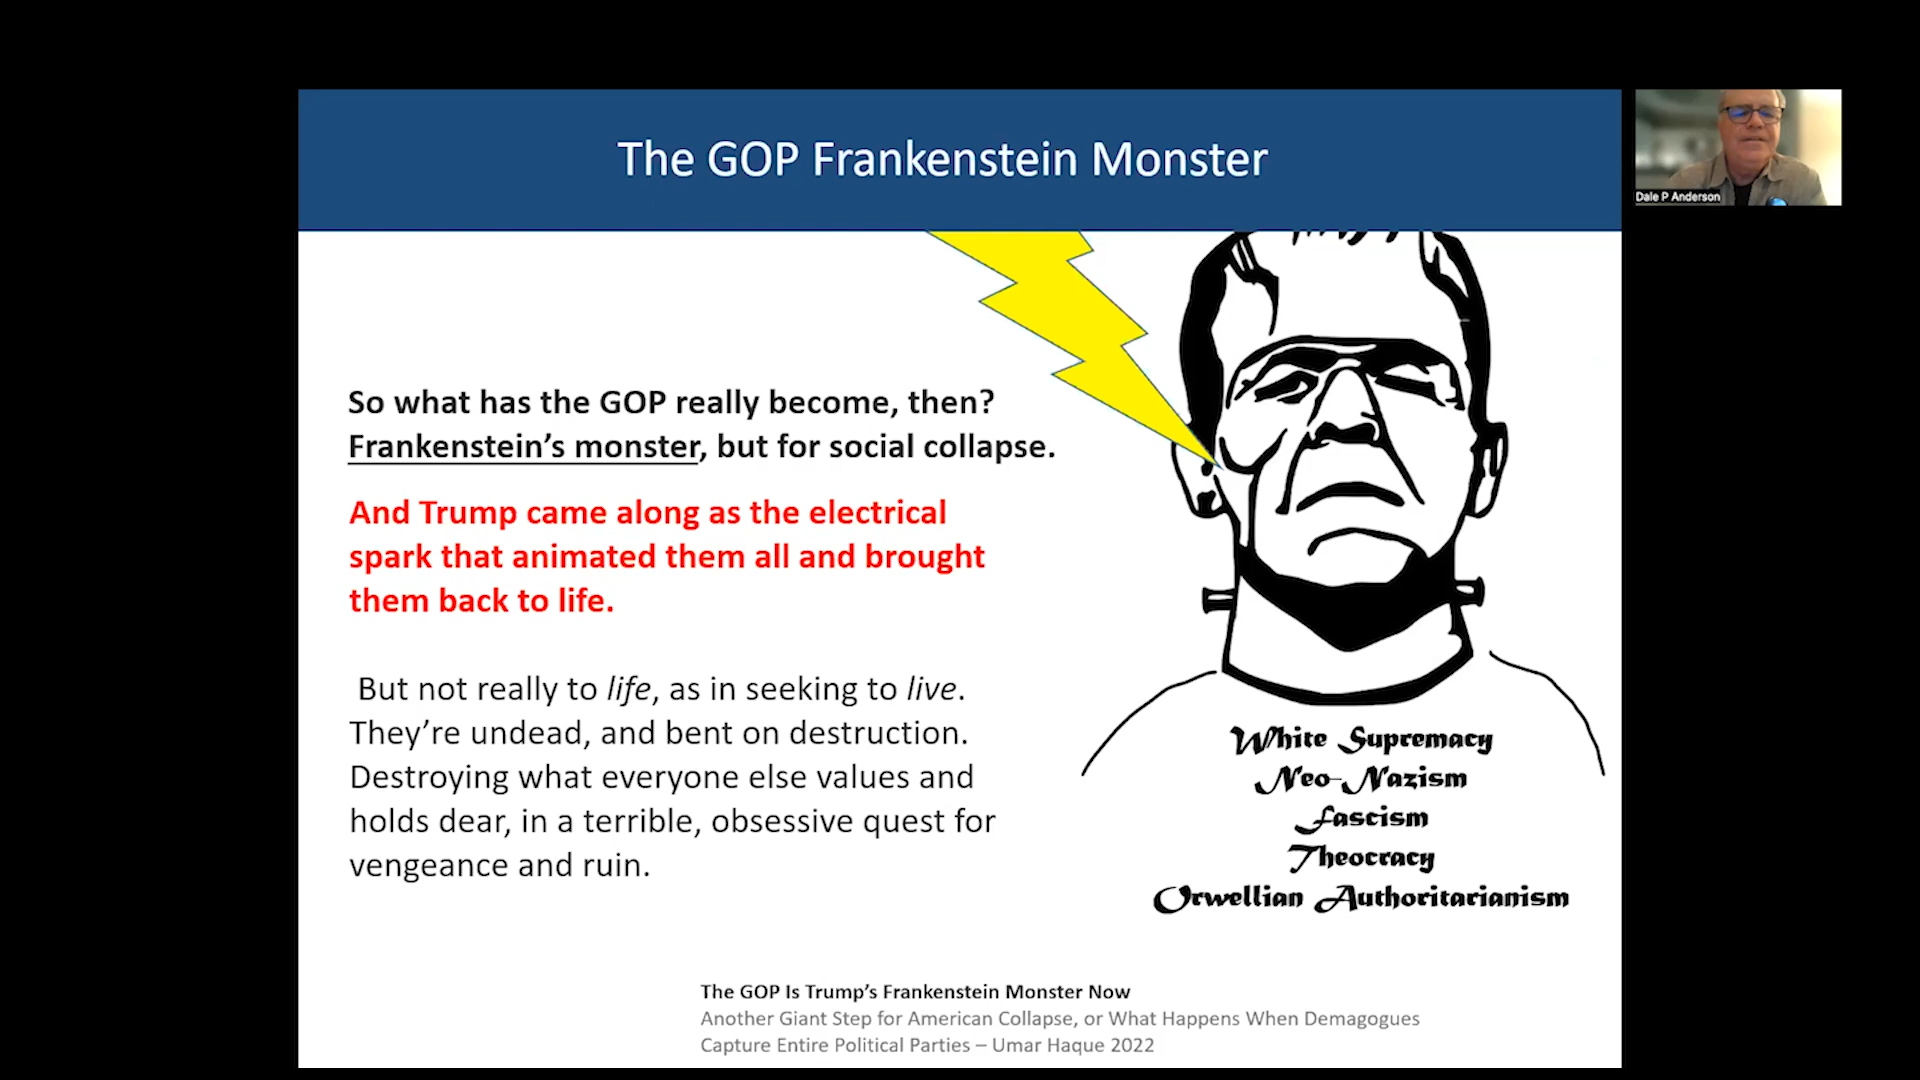 The GOP Frankenstein Monster
Dale P Anderson
So what has the GOP really become, then?
Frankenstein’s monster, but for social collapse.
And Trump came along as the electrical
spark that animated them all and brought
them back to life.
But not really to life, as in seeking to live.
They’re undead, and bent on destruction.
Destroying what everyone else values and
holds dear, in a terrible, obsessive quest for
vengeance and ruin.
White Supremacy
Neo-Nazism
Fascism
Theocracy
Orwellian Authoritarianism
The GOP Is Trump’s Frankenstein Monster Now
Another Giant Step for American Collapse, or What Happens When Demagogues
Capture Entire Political Parties – Umar Haque 2022